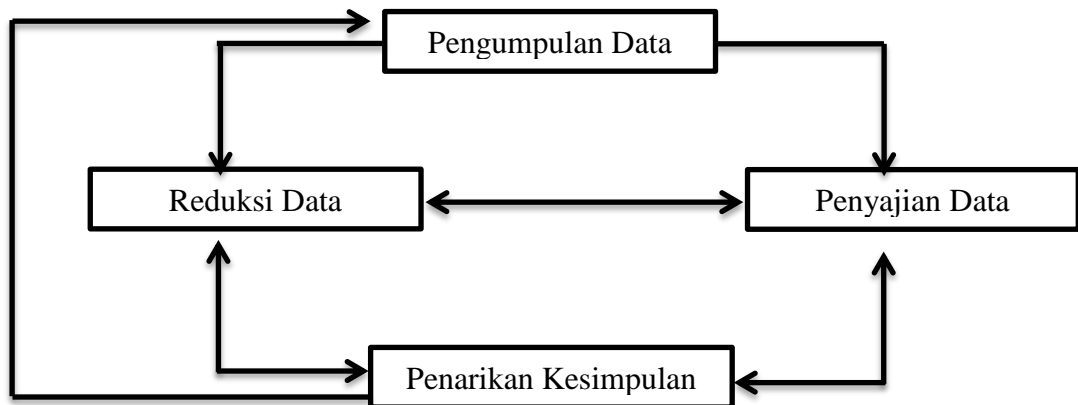 Pengumpulan Data
Reduksi Data
Penyajian Data
Penarikan Kesimpulan